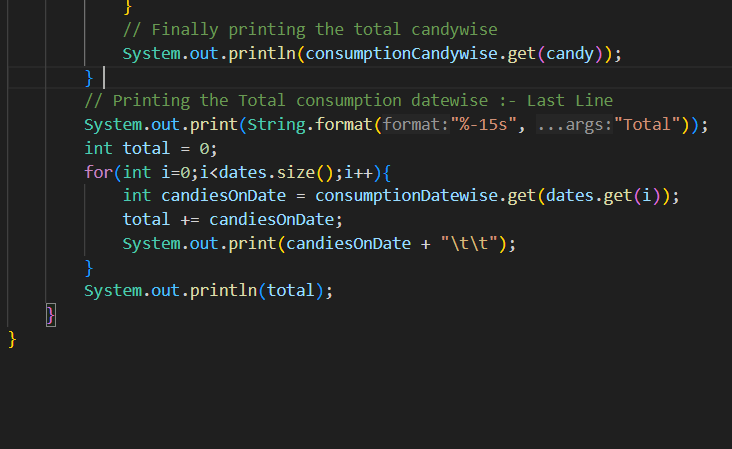 }
// Finally printing the total candywise
System.out.println(consumptionCandywise.get(candy));
}
// Printing the Total consumption datewise :- Last Line
System.out.print(String.format(format:"%-15s", ...args:"Total"));
int total = 0;
for(int i=0;i<dates.size();i++){
int candiesOnDate = consumptionDatewise.get(dates.get(i));
total += candiesOnDate;
System.out.print(candiesOnDate + "\t\t");
}
System.out.println(total);
}
}